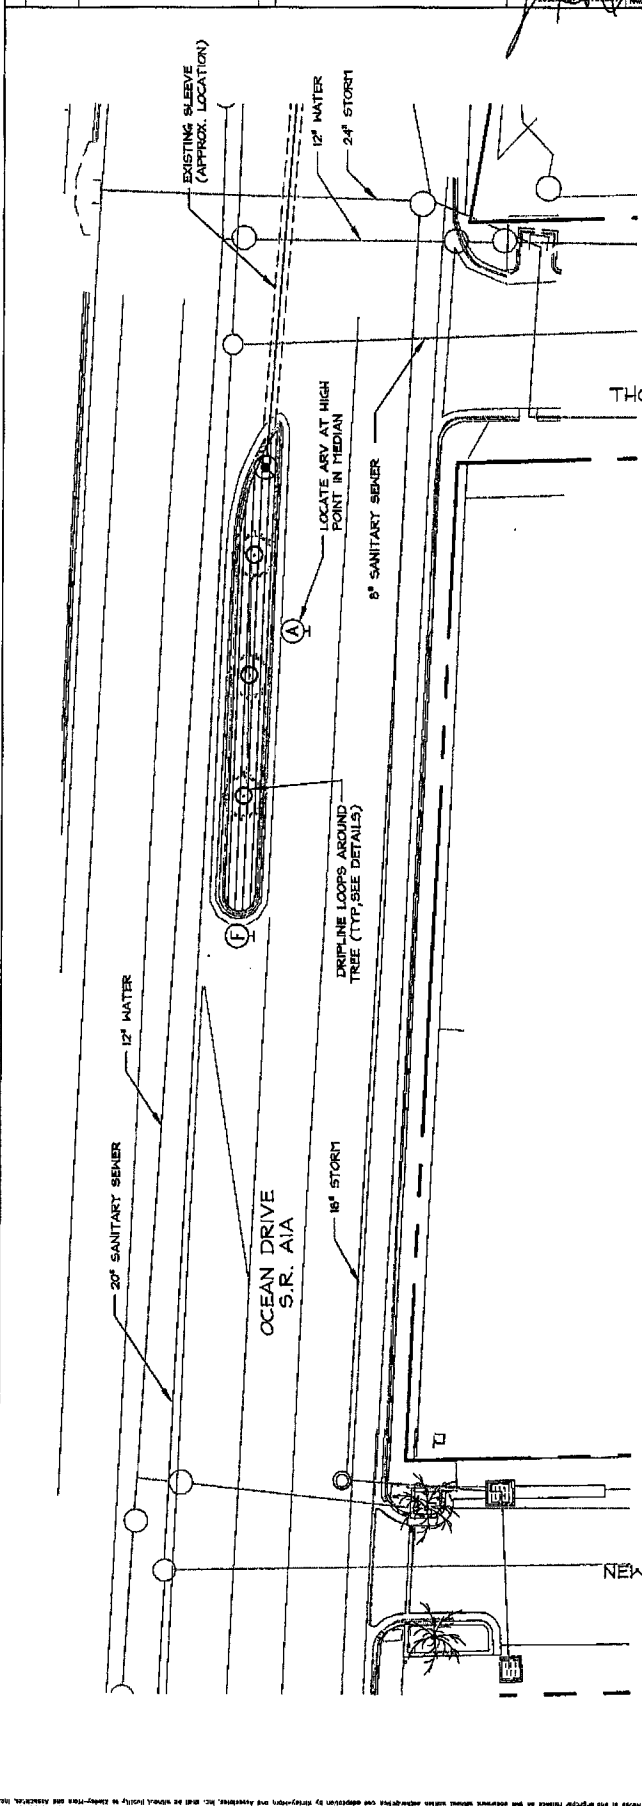 EXISTING SLEEVE
(APPROX. LOCATION)
12" WATER
24" STORM
LOCATE ARV AT HIGH
POINT IN MEDIAN
8" SANITARY SEWER
A
F
DRIPLINE LOOPS AROUND
TREE (TYP, SEE DETAILS)
12" WATER
20" SANITARY SEWER
OCEAN DRIVE
S.R. A1A
18" STORM
THO
NEW